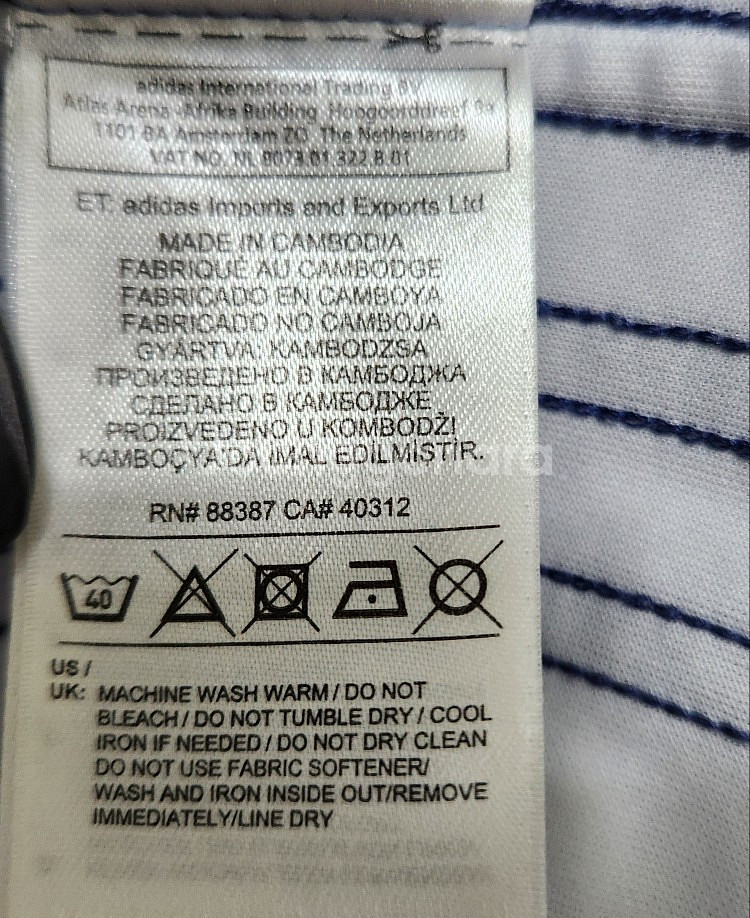 adidas International Trading BV
Atlas Arena -Afrika Building, Hoogoorddreef 9a
1101 BA Amsterdam ZO, The Netherlands
VAT NO. NL 8073.01.322.B.01
ET: adidas Imports and Exports Ltd
MADE IN CAMBODIA
FABRIQUÉ AU CAMBODGE
FABRICADO EN CAMBOYA
FABRICADO NO CAMBOJA
GYÁRTVA: KAMBODZSA
ПРОИЗВЕДЕНО В КАМБОДЖА
СДЕЛАНО В КАМБОДЖЕ
PROIZVEDENO U KOMBODŽI
KAMBOÇYA'DA İMAL EDİLMİŞTİR.
RN# 88387 CA# 40312
40
US /
UK: MACHINE WASH WARM / DO NOT
BLEACH / DO NOT TUMBLE DRY / COOL
IRON IF NEEDED / DO NOT DRY CLEAN
DO NOT USE FABRIC SOFTENER/
WASH AND IRON INSIDE OUT/REMOVE
IMMEDIATELY/LINE DRY